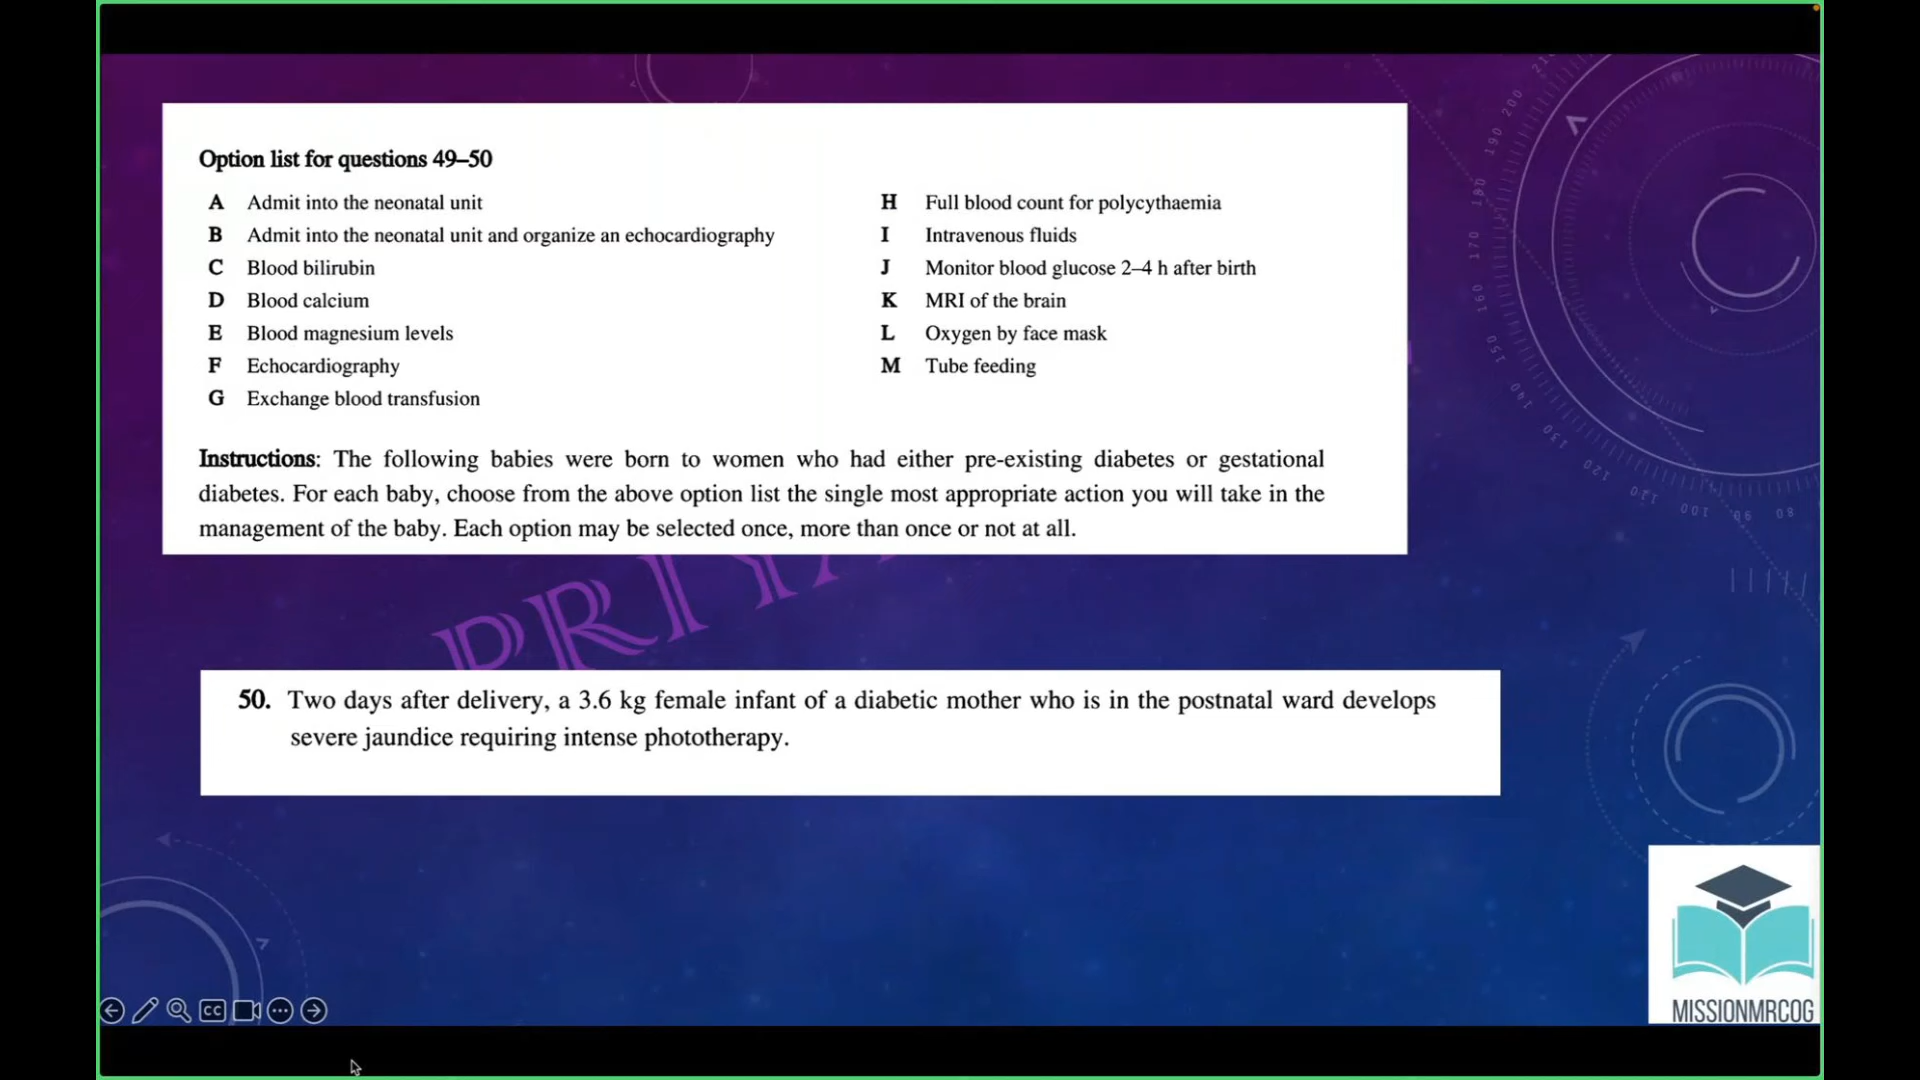 Option list for questions 49–50
A Admit into the neonatal unit
B Admit into the neonatal unit and organize an echocardiography
C Blood bilirubin
D Blood calcium
E Blood magnesium levels
F Echocardiography
G Exchange blood transfusion
H Full blood count for polycythaemia
I Intravenous fluids
J Monitor blood glucose 2–4 h after birth
K MRI of the brain
L Oxygen by face mask
M Tube feeding
Instructions: The following babies were born to women who had either pre-existing diabetes or gestational
diabetes. For each baby, choose from the above option list the single most appropriate action you will take in the
management of the baby. Each option may be selected once, more than once or not at all.
50. Two days after delivery, a 3.6 kg female infant of a diabetic mother who is in the postnatal ward develops
severe jaundice requiring intense phototherapy.
CC
MISSIONMRCOG